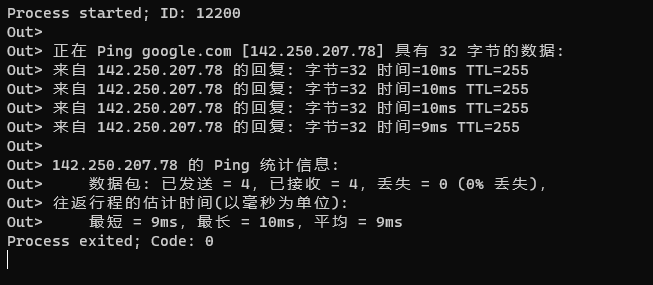 Process started; ID: 12200
Out>
Out> 正在 Ping google.com [142.250.207.78] 具有 32 字节的数据:
Out> 来自 142.250.207.78 的回复: 字节=32 时间=10ms TTL=255
Out> 来自 142.250.207.78 的回复: 字节=32 时间=10ms TTL=255
Out> 来自 142.250.207.78 的回复: 字节=32 时间=10ms TTL=255
Out> 来自 142.250.207.78 的回复: 字节=32 时间=9ms TTL=255
Out>
Out> 142.250.207.78 的 Ping 统计信息:
Out>     数据包: 已发送 = 4, 已接收 = 4, 丢失 = 0 (0% 丢失),
Out> 往返行程的估计时间(以毫秒为单位):
Out>     最短 = 9ms, 最长 = 10ms, 平均 = 9ms
Process exited; Code: 0